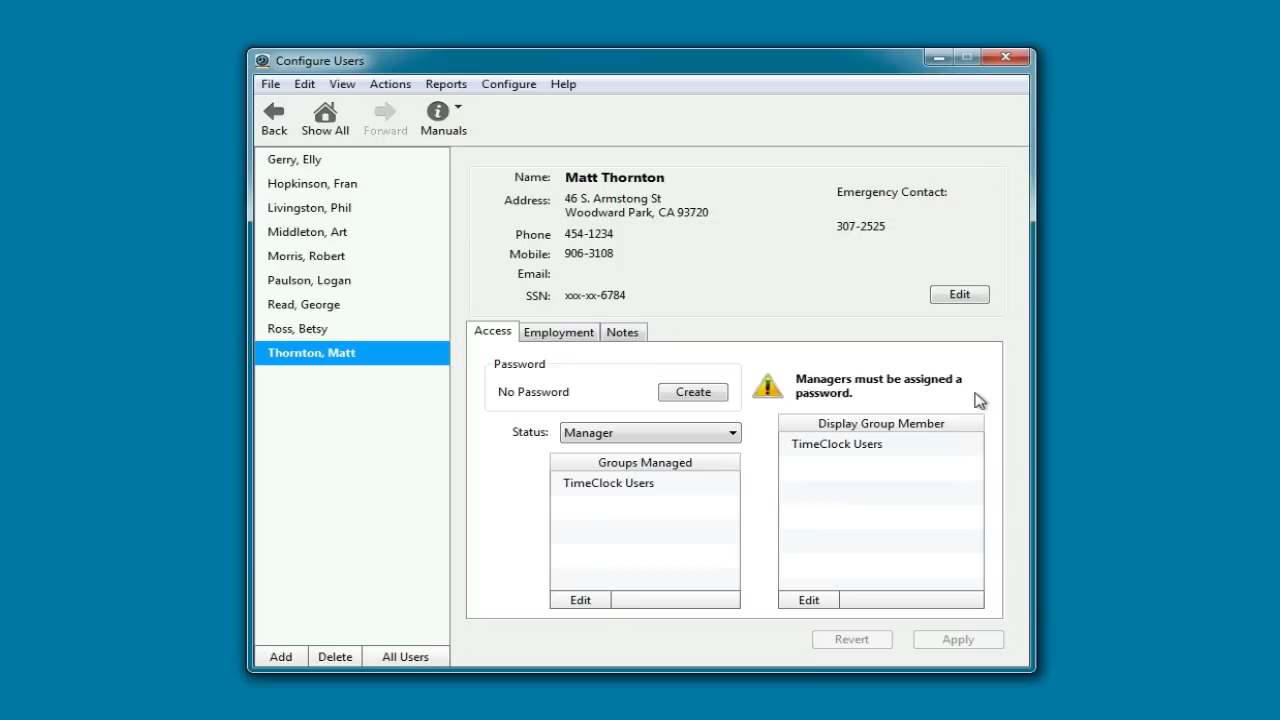 Configure Users
File Edit View Actions Reports Configure Help
Back Show All Forward Manuals
Gerry, Elly
Hopkinson, Fran
Livingston, Phil
Middleton, Art
Morris, Robert
Paulson, Logan
Read, George
Ross, Betsy
Thornton, Matt
Add Delete All Users
Name: Matt Thornton
Address: 46 S. Armstong St
Woodward Park, CA 93720
Phone 454-1234
Mobile: 906-3108
Email:
SSN: xxx-xx-6784
Emergency Contact:
307-2525
Edit
Access Employment Notes
Password
No Password Create
Managers must be assigned a
password.
Status: Manager
Groups Managed
TimeClock Users
Edit
Display Group Member
TimeClock Users
Edit
Revert Apply